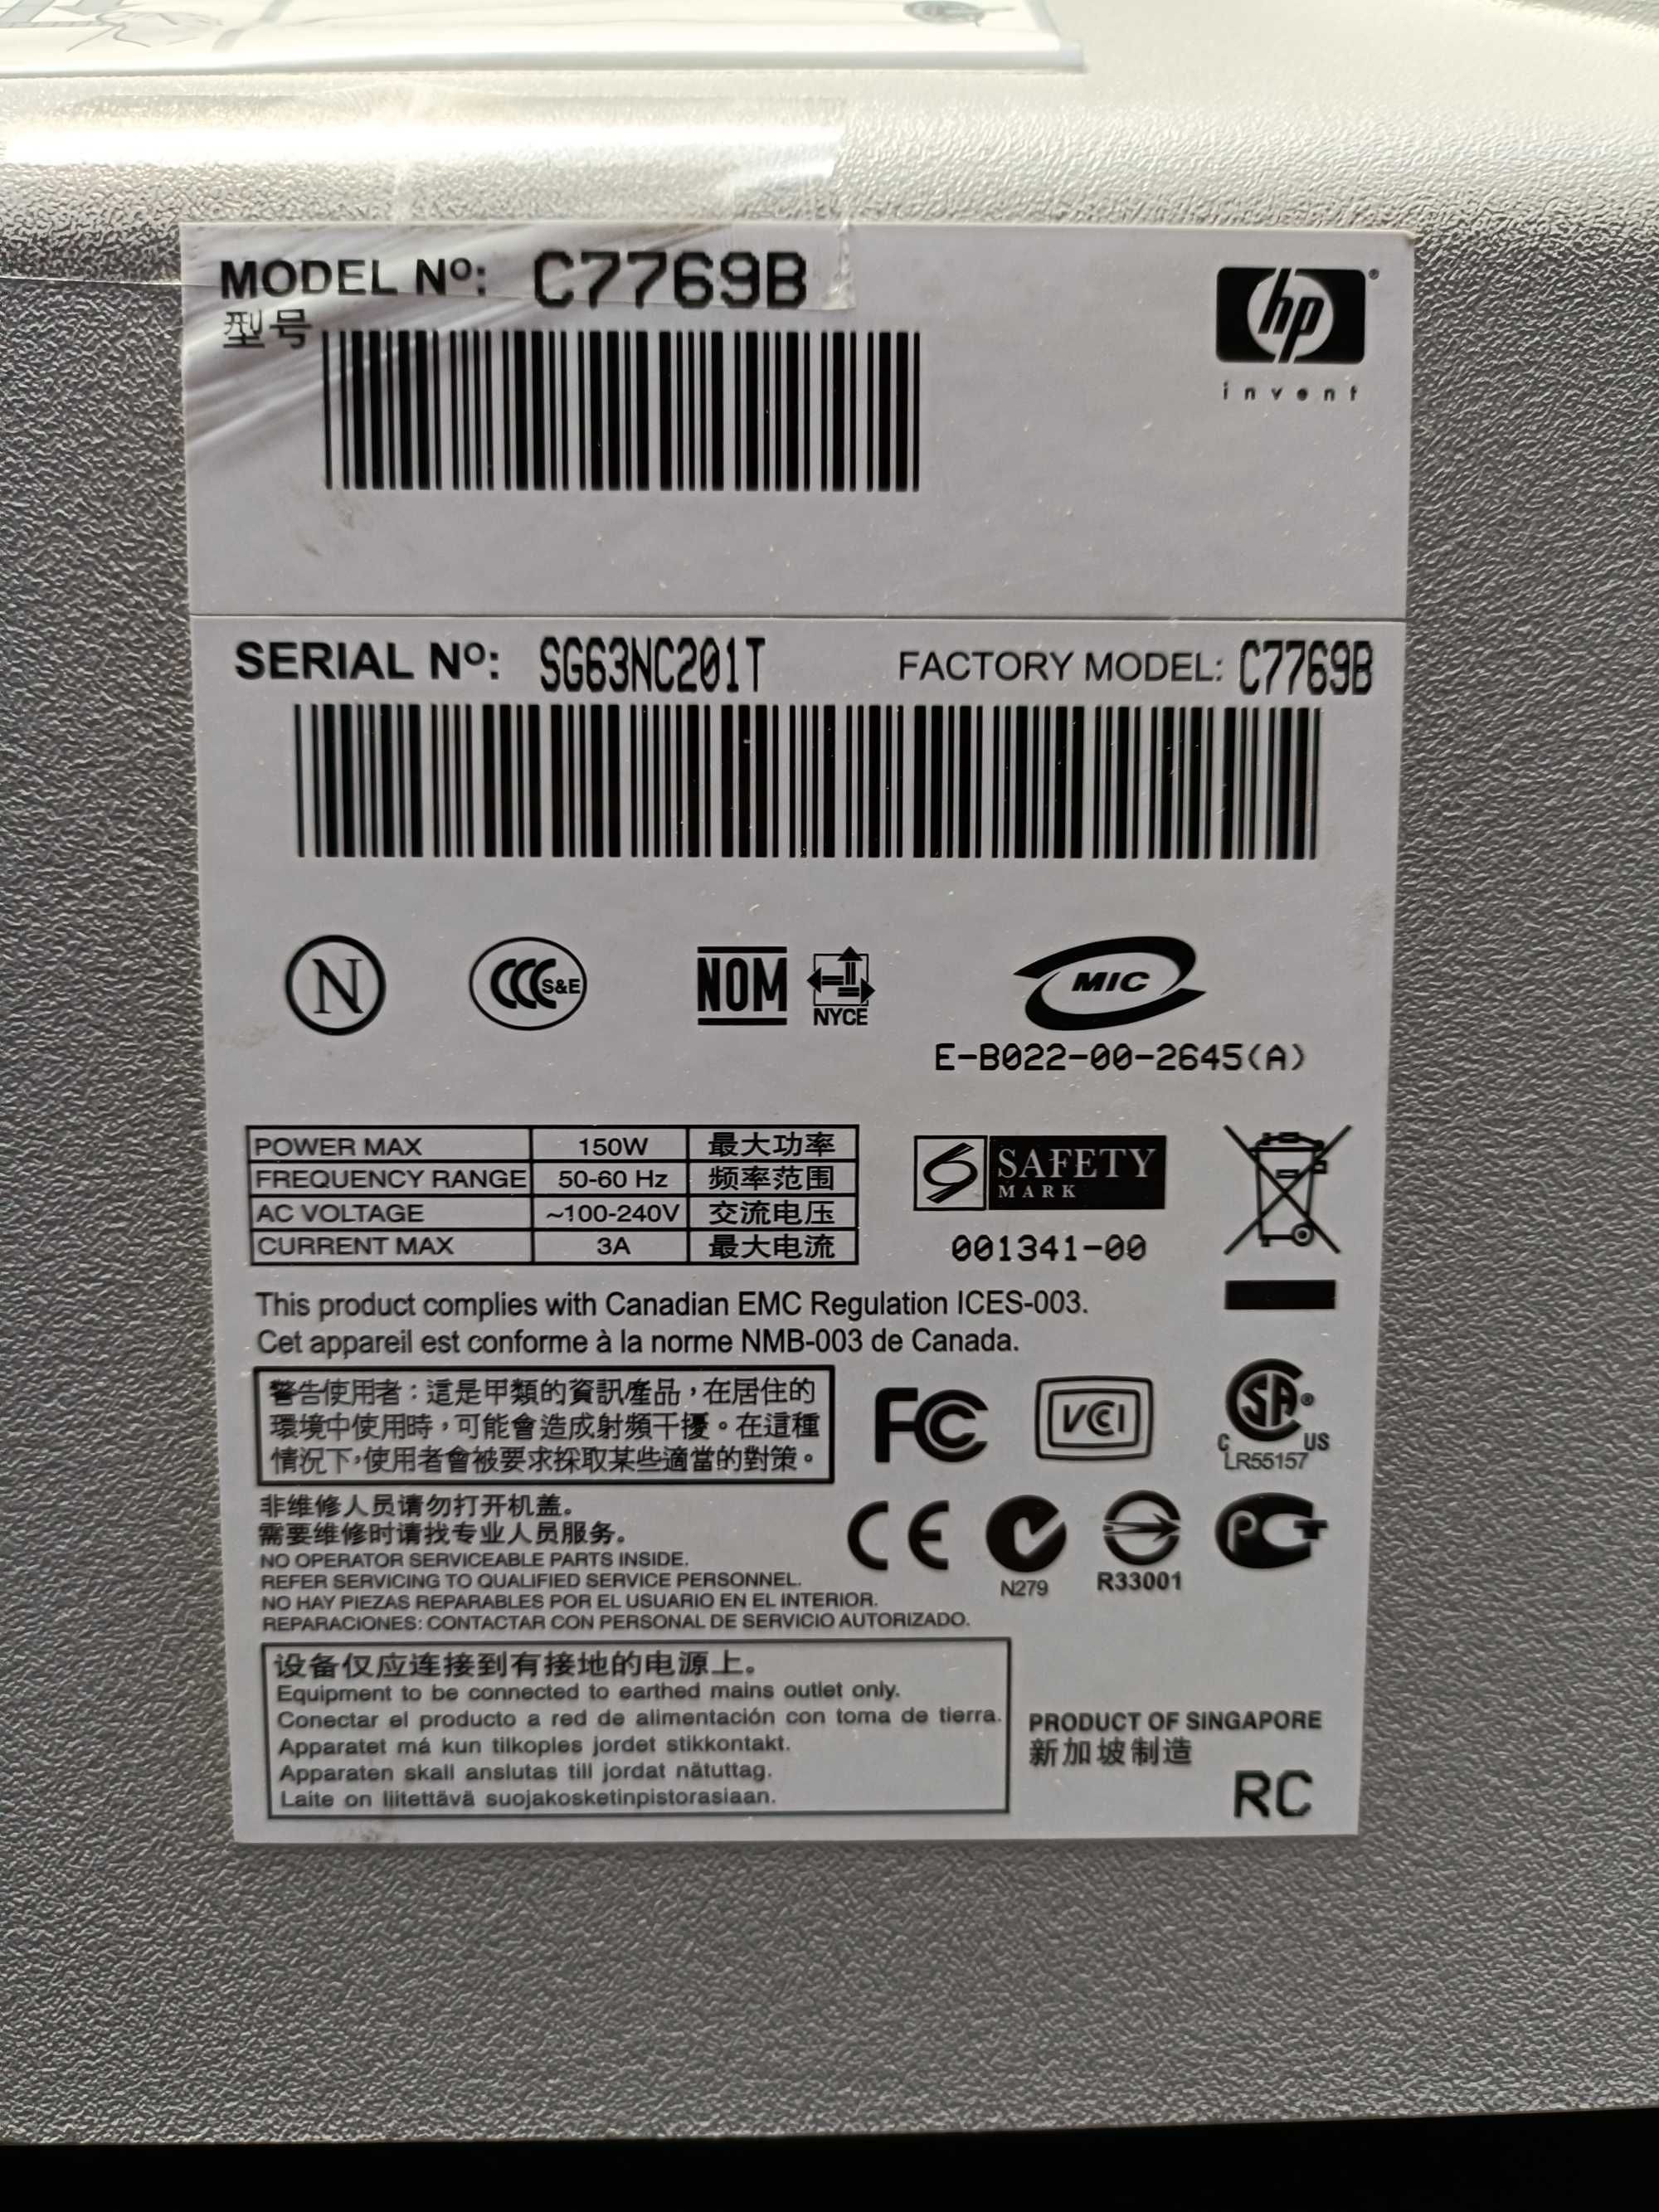 MODEL Nº: C7769B
型号
hp
invent
SERIAL Nº: SG63NC201T FACTORY MODEL: C7769B
N
CCC S&E
NOM
NYCE
MIC
E-B022-00-2645(A)
POWER MAX 150W 最大功率
FREQUENCY RANGE 50-60 Hz 频率范围
AC VOLTAGE ~100-240V 交流电压
CURRENT MAX 3A 最大电流
SAFETY
MARK
001341-00
This product complies with Canadian EMC Regulation ICES-003.
Cet appareil est conforme à la norme NMB-003 de Canada.
警告使用者：這是甲類的資訊產品，在居住的
環境中使用時，可能會造成射頻干擾。在這種
情況下，使用者會被要求採取某些適當的對策。
FC
VCI
SA
C US
LR55157
非维修人员请勿打开机盖。
需要维修时请找专业人员服务。
NO OPERATOR SERVICEABLE PARTS INSIDE.
REFER SERVICING TO QUALIFIED SERVICE PERSONNEL.
NO HAY PIEZAS REPARABLES POR EL USUARIO EN EL INTERIOR.
REPARACIONES: CONTACTAR CON PERSONAL DE SERVICIO AUTORIZADO.
CE
N279
R33001
PCT
设备仅应连接到有接地的电源上。
Equipment to be connected to earthed mains outlet only.
Conectar el producto a red de alimentación con toma de tierra.
Apparatet má kun tilkoples jordet stikkontakt.
Apparaten skall anslutas till jordat nätuttag.
Laite on liitettävä suojakosketinpistorasiaan.
PRODUCT OF SINGAPORE
新加坡制造
RC